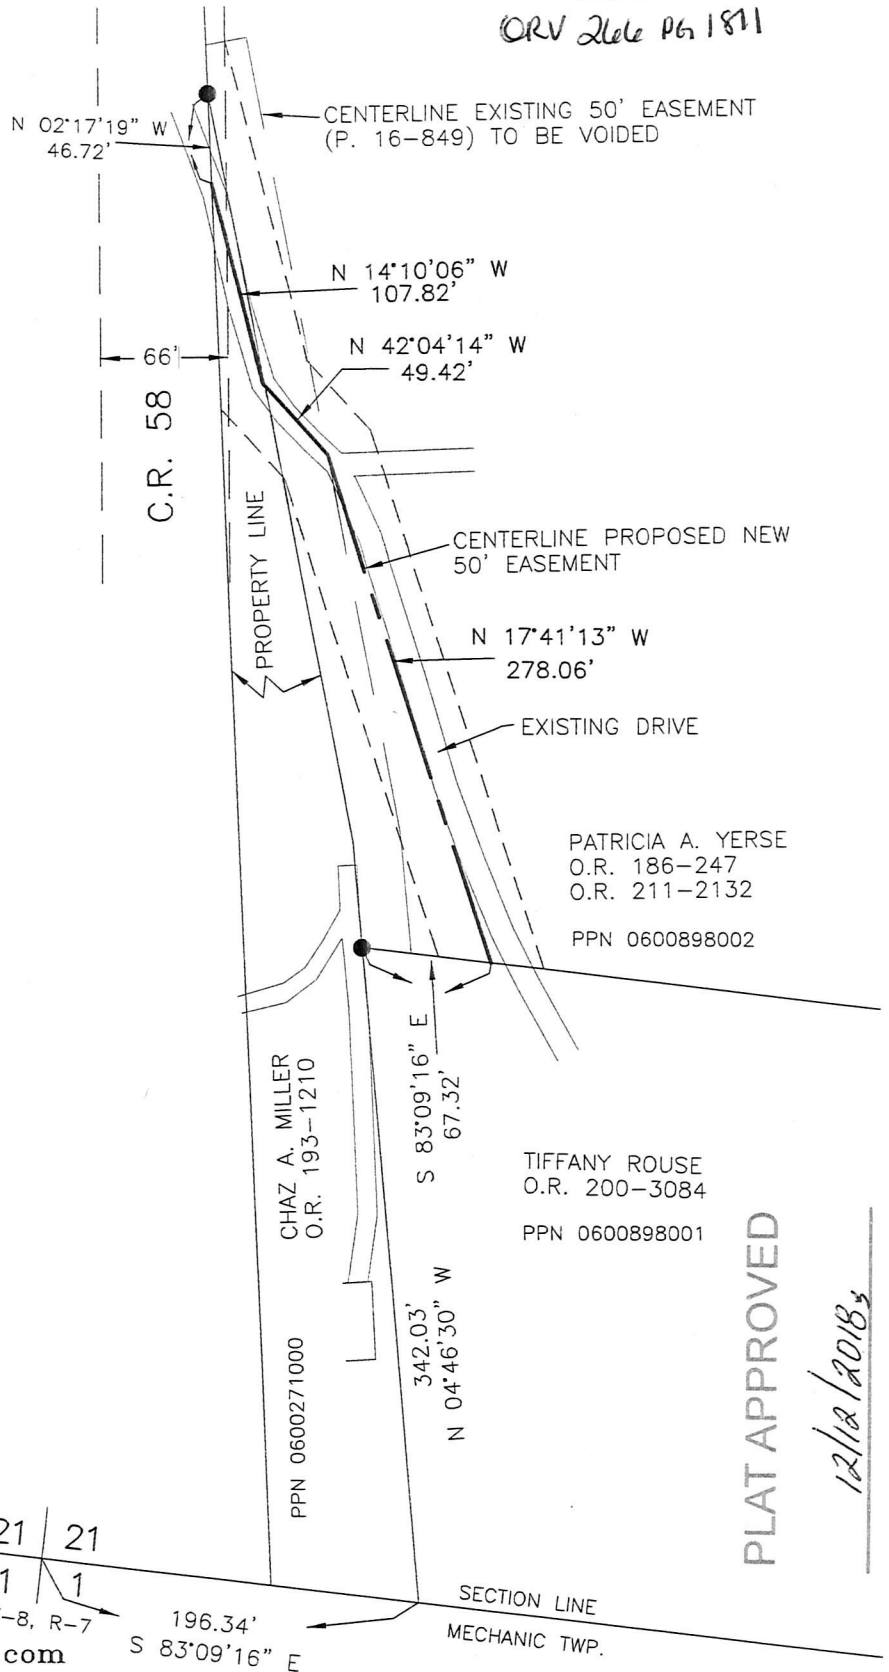 ORV 266 PG 1811
CENTERLINE EXISTING 50' EASEMENT
(P. 16-849) TO BE VOIDED
N 02°17'19" W
46.72'
N 14°10'06" W
107.82'
66'
N 42°04'14" W
49.42'
C.R. 58
PROPERTY LINE
CENTERLINE PROPOSED NEW
50' EASEMENT
N 17°41'13" W
278.06'
EXISTING DRIVE
PATRICIA A. YERSE
O.R. 186-247
O.R. 211-2132
PPN 0600898002
S 83°09'16" E
67.32'
CHAZ A. MILLER
O.R. 193-1210
TIFFANY ROUSE
O.R. 200-3084
PPN 0600898001
342.03'
N 04°46'30" W
PPN 0600271000
PLAT APPROVED
12/12/2018
21 21
1 1
-8, R-7
196.34'
S 83°09'16" E
SECTION LINE
MECHANIC TWP.
com